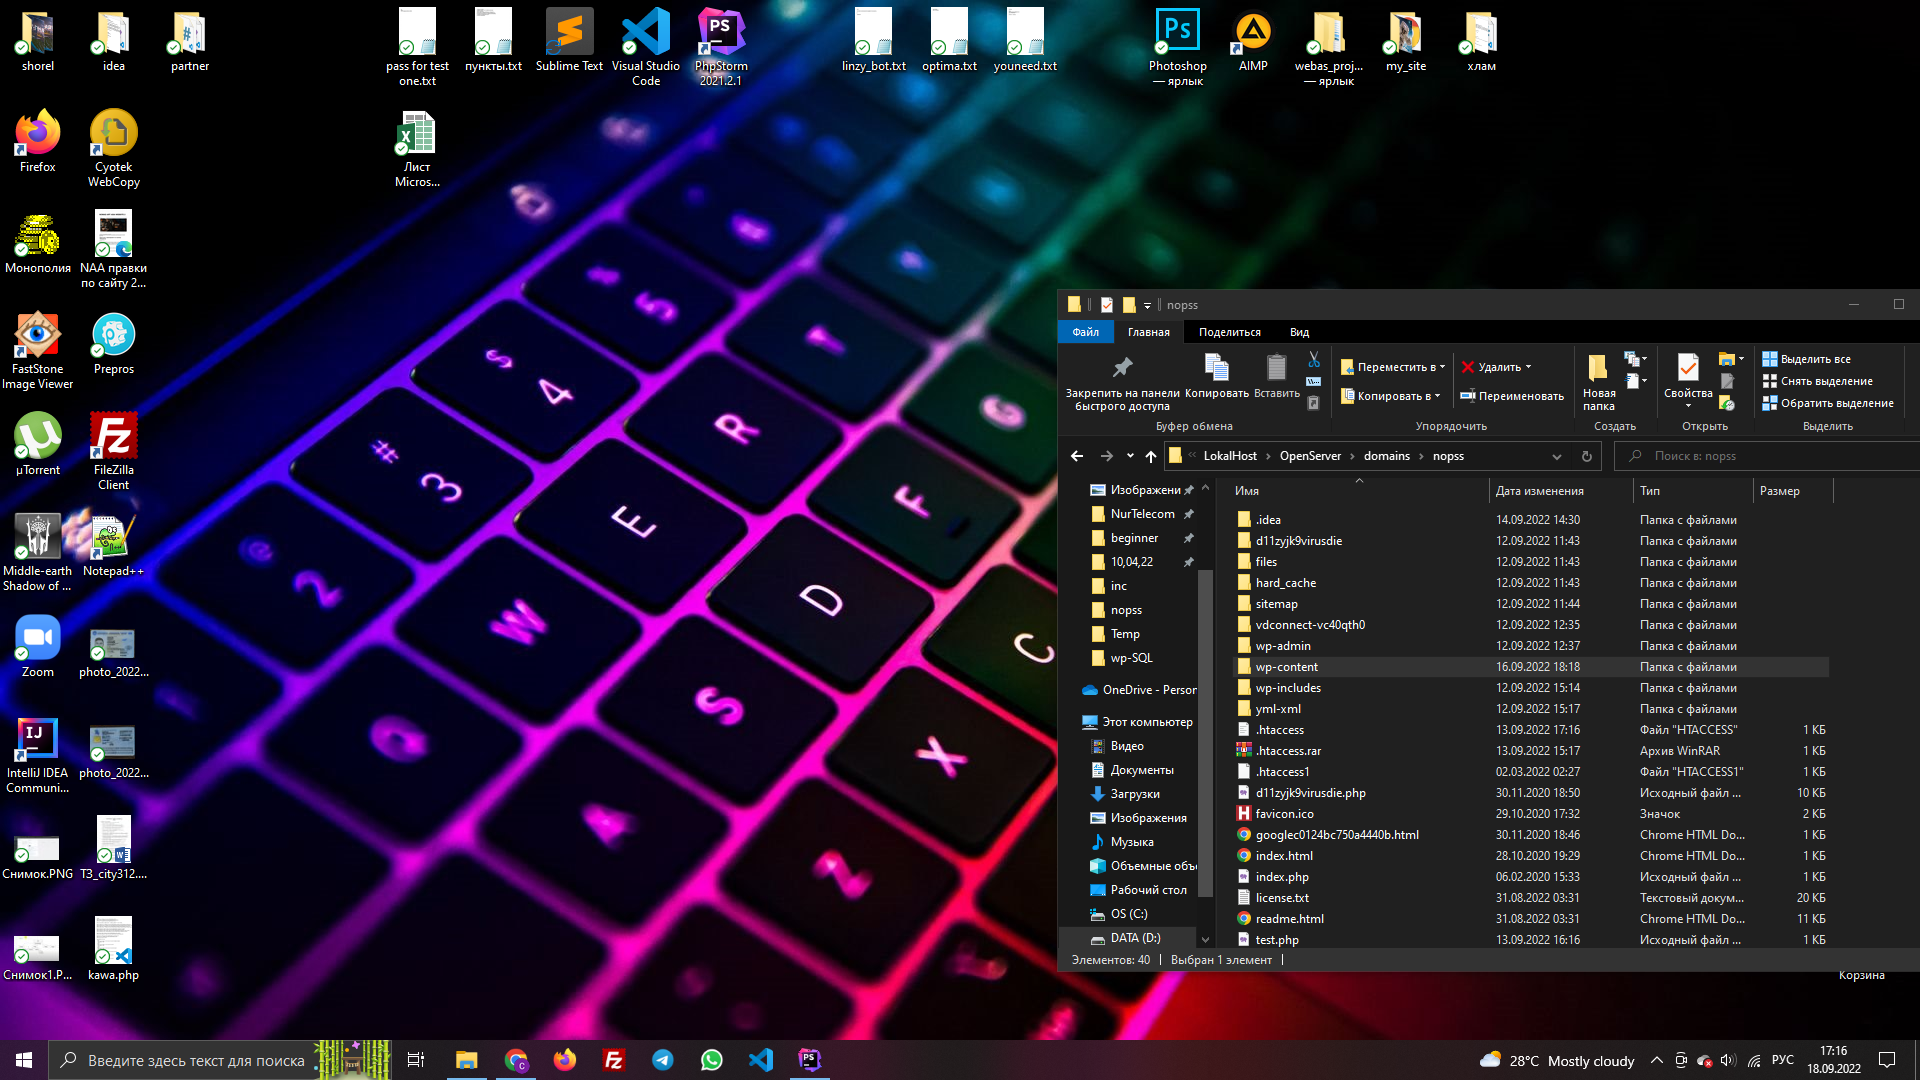 shorel
idea
partner
pass for test
one.txt
пункты.txt
Sublime Text
Visual Studio
Code
PhpStorm
2021.2.1
linzy_bot.txt
optima.txt
youneed.txt
Photoshop
— ярлык
AIMP
webas_proj...
— ярлык
my_site
хлам
Firefox
Cyotek
WebCopy
Лист
Micros...
Монополия
NAA правки
по сайту 2...
FastStone
Image Viewer
Prepros
µTorrent
FileZilla
Client
Middle-earth
Shadow of ...
Notepad++
Zoom
photo_2022...
IntelliJ IDEA
Communi...
photo_2022...
Снимок.PNG
ТЗ_city312....
Снимок1.P...
kawa.php
nopss
Файл
Главная
Поделиться
Вид
Закрепить на панели
быстрого доступа
Копировать
Вставить
Буфер обмена
Переместить в
Копировать в
Удалить
Переименовать
Упорядочить
Новая
папка
Создать
Свойства
Открыть
Выделить все
Снять выделение
Обратить выделение
Выделить
LokalHost
OpenServer
domains
nopss
Поиск в: nopss
Изображени
NurTelecom
beginner
10,04,22
inc
nopss
Temp
wp-SQL
OneDrive - Person
Этот компьютер
Видео
Документы
Загрузки
Изображения
Музыка
Объемные объе
Рабочий стол
OS (C:)
DATA (D:)
Имя Дата изменения Тип Размер
.idea 14.09.2022 14:30 Папка с файлами
d11zyjk9virusdie 12.09.2022 11:43 Папка с файлами
files 12.09.2022 11:43 Папка с файлами
hard_cache 12.09.2022 11:43 Папка с файлами
sitemap 12.09.2022 11:44 Папка с файлами
vdconnect-vc40qth0 12.09.2022 12:35 Папка с файлами
wp-admin 12.09.2022 12:37 Папка с файлами
wp-content 16.09.2022 18:18 Папка с файлами
wp-includes 12.09.2022 15:14 Папка с файлами
yml-xml 12.09.2022 15:17 Папка с файлами
.htaccess 13.09.2022 17:16 Файл "HTACCESS" 1 КБ
.htaccess.rar 13.09.2022 15:17 Архив WinRAR 1 КБ
.htaccess1 02.03.2022 02:27 Файл "HTACCESS1" 1 КБ
d11zyjk9virusdie.php 30.11.2020 18:50 Исходный файл ... 10 КБ
favicon.ico 29.10.2020 17:32 Значок 2 КБ
googlec0124bc750a4440b.html 30.11.2020 18:46 Chrome HTML Do... 1 КБ
index.html 28.10.2020 19:29 Chrome HTML Do... 1 КБ
index.php 06.02.2020 15:33 Исходный файл ... 1 КБ
license.txt 31.08.2022 03:31 Текстовый докум... 20 КБ
readme.html 31.08.2022 03:31 Chrome HTML Do... 11 КБ
test.php 13.09.2022 16:16 Исходный файл ... 1 КБ
Элементов: 40
Выбран 1 элемент
Корзина
Введите здесь текст для поиска
28°C Mostly cloudy
РУС
17:16
18.09.2022